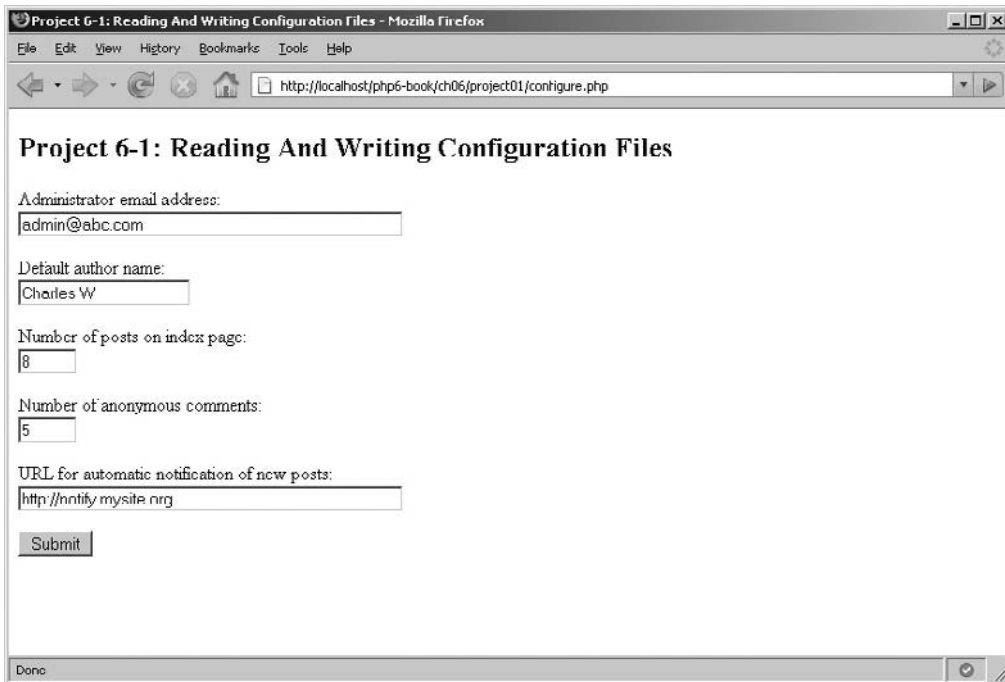 Project 6-1: Reading And Writing Configuration Files - Mozilla Firefox
File Edit View History Bookmarks Tools Help
http://localhost/php6-book/ch06/project01/configure.php
Project 6-1: Reading And Writing Configuration Files
Administrator email address:
admin@abc.com
Default author name:
Charles W
Number of posts on index page:
8
Number of anonymous comments:
5
URL for automatic notification of new posts:
http://notify.mysite.org
Submit
Done